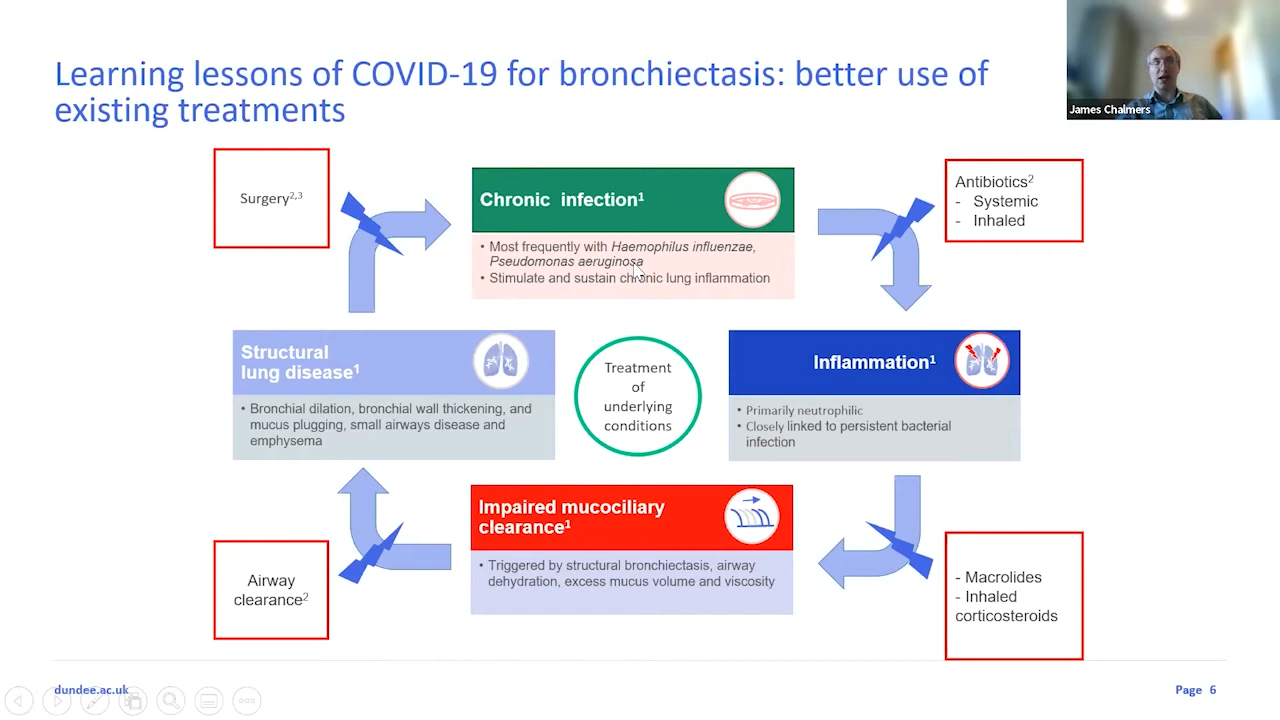 Learning lessons of COVID-19 for bronchiectasis: better use of
existing treatments
James Chalmers
Surgery2,3
Chronic infection1
• Most frequently with Haemophilus influenzae,
Pseudomonas aeruginosa
• Stimulate and sustain chronic lung inflammation
Antibiotics2
- Systemic
- Inhaled
Structural
lung disease1
• Bronchial dilation, bronchial wall thickening, and
mucus plugging, small airways disease and
emphysema
Treatment
of
underlying
conditions
Inflammation1
• Primarily neutrophilic
• Closely linked to persistent bacterial
infection
Airway
clearance2
Impaired mucociliary
clearance1
• Triggered by structural bronchiectasis, airway
dehydration, excess mucus volume and viscosity
- Macrolides
- Inhaled
corticosteroids
dundee.ac.uk
Page 6